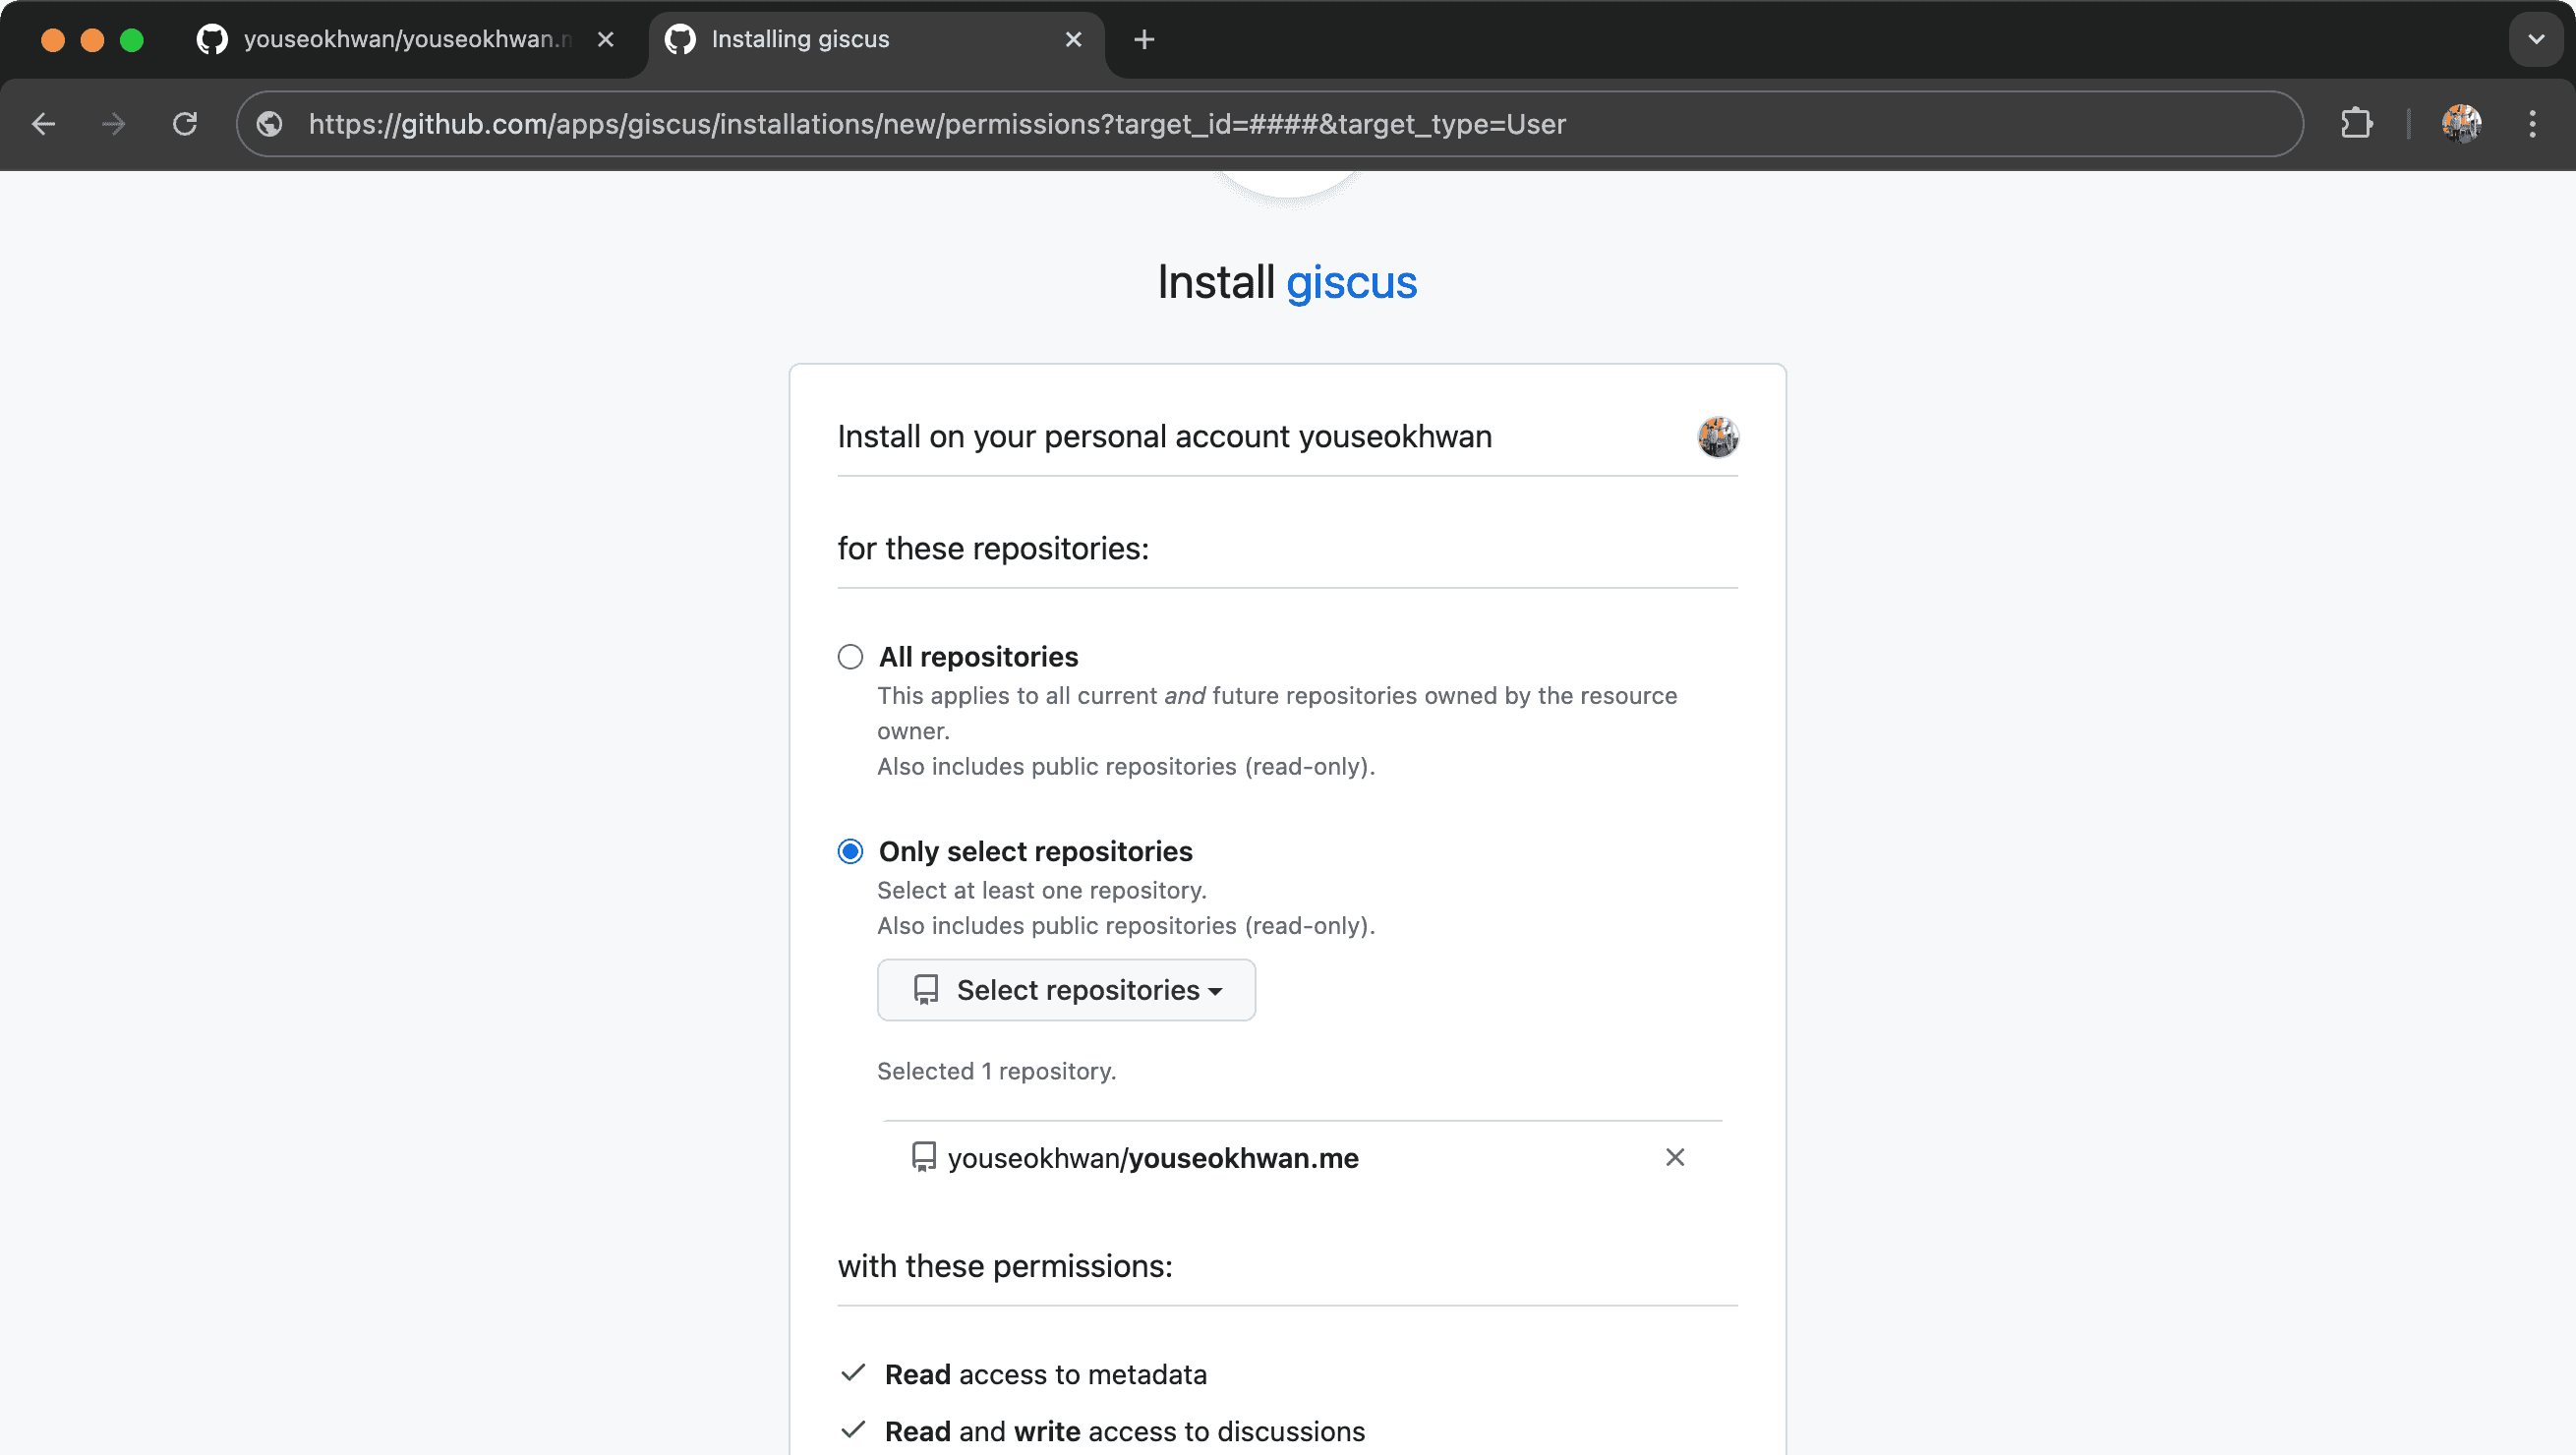 youseokhwan/youseokhwan.
Installing giscus
https://github.com/apps/giscus/installations/new/permissions?target_id=####&target_type=User
Install giscus
Install on your personal account youseokhwan
for these repositories:
All repositories
This applies to all current and future repositories owned by the resource
owner.
Also includes public repositories (read-only).
Only select repositories
Select at least one repository.
Also includes public repositories (read-only).
Select repositories
Selected 1 repository.
youseokhwan/youseokhwan.me
with these permissions:
Read access to metadata
Read and write access to discussions